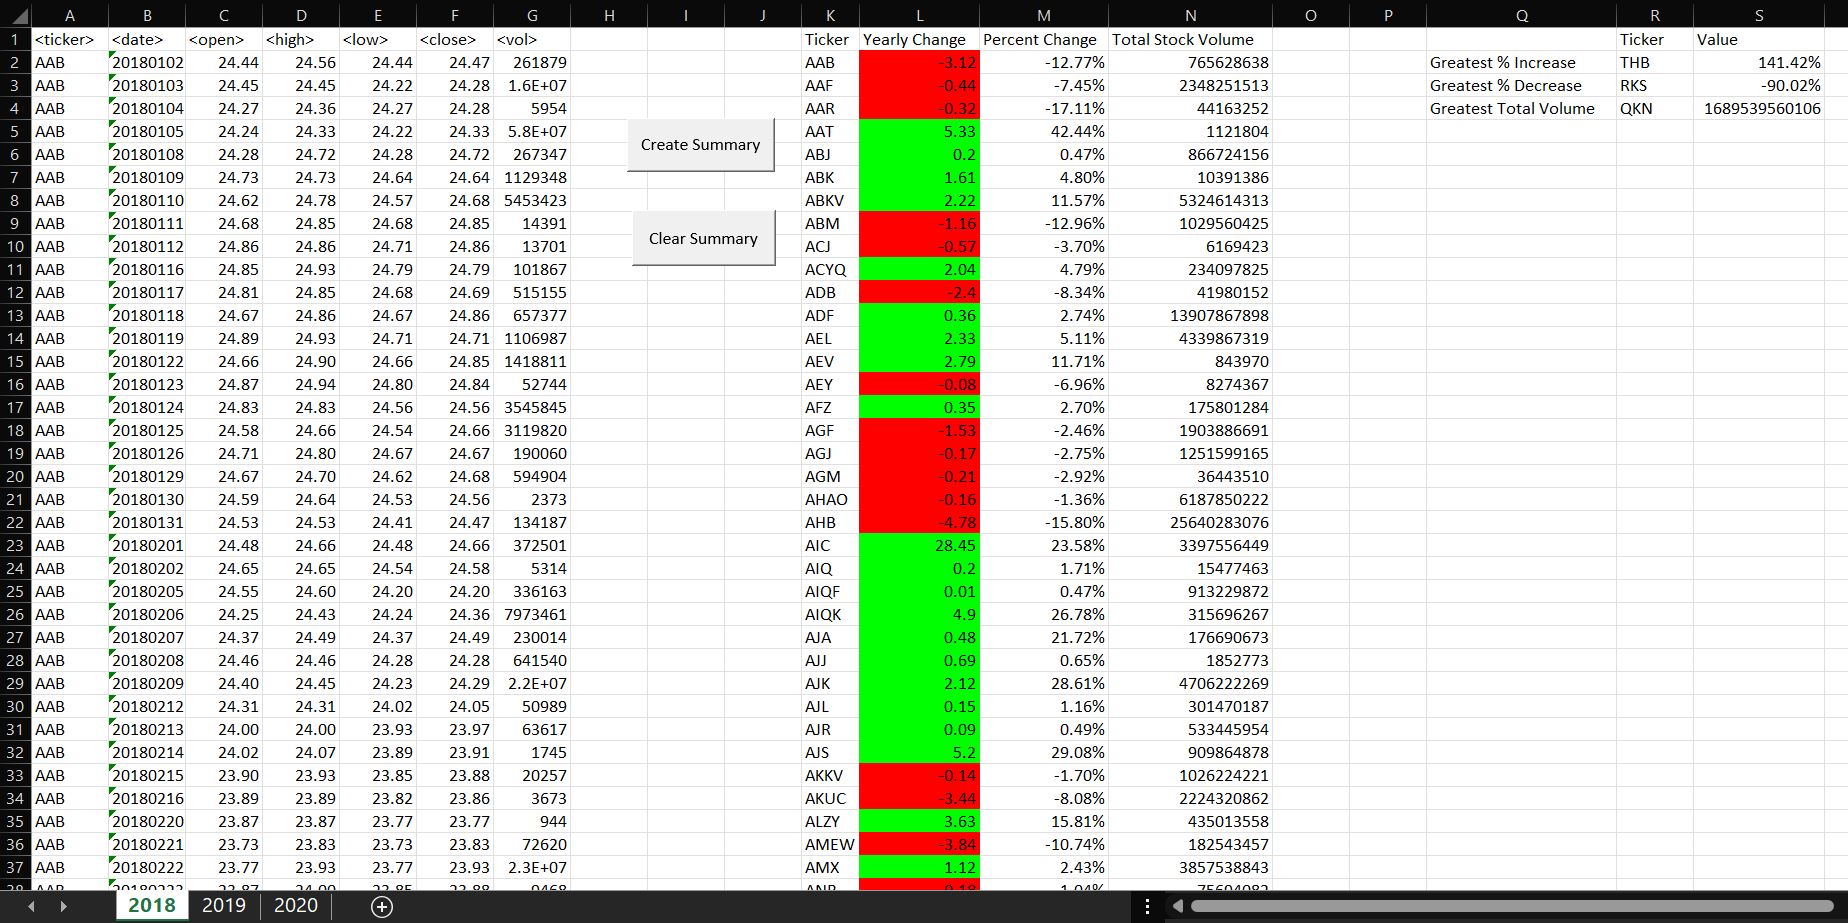 A B C D E F G H I J K L M N O P Q R S
1 <ticker> <date> <open> <high> <low> <close> <vol> Ticker Yearly Change Percent Change Total Stock Volume Ticker Value
2 AAB 20180102 24.44 24.56 24.44 24.47 261879 AAB -3.12 -12.77% 765628638 Greatest % Increase THB 141.42%
3 AAB 20180103 24.45 24.45 24.22 24.28 1.6E+07 AAF -0.44 -7.45% 2348251513 Greatest % Decrease RKS -90.02%
4 AAB 20180104 24.27 24.36 24.27 24.28 5954 AAR -0.32 -17.11% 44163252 Greatest Total Volume QKN 1689539560106
5 AAB 20180105 24.24 24.33 24.22 24.33 5.8E+07 AAT 5.33 42.44% 1121804
Create Summary
6 AAB 20180108 24.28 24.72 24.28 24.72 267347 ABJ 0.2 0.47% 866724156
7 AAB 20180109 24.73 24.73 24.64 24.64 1129348 ABK 1.61 4.80% 10391386
8 AAB 20180110 24.62 24.78 24.57 24.68 5453423 ABKV 2.22 11.57% 5324614313
9 AAB 20180111 24.68 24.85 24.68 24.85 14391 ABM -1.16 -12.96% 1029560425
Clear Summary
10 AAB 20180112 24.86 24.86 24.71 24.86 13701 ACJ -0.57 -3.70% 6169423
11 AAB 20180116 24.85 24.93 24.79 24.79 101867 ACYQ 2.04 4.79% 234097825
12 AAB 20180117 24.81 24.85 24.68 24.69 515155 ADB -2.4 -8.34% 41980152
13 AAB 20180118 24.67 24.86 24.67 24.86 657377 ADF 0.36 2.74% 13907867898
14 AAB 20180119 24.89 24.93 24.71 24.71 1106987 AEL 2.33 5.11% 4339867319
15 AAB 20180122 24.66 24.90 24.66 24.85 1418811 AEV 2.79 11.71% 843970
16 AAB 20180123 24.87 24.94 24.80 24.84 52744 AEY -0.08 -6.96% 8274367
17 AAB 20180124 24.83 24.83 24.56 24.56 3545845 AFZ 0.35 2.70% 175801284
18 AAB 20180125 24.58 24.66 24.54 24.66 3119820 AGF -1.53 -2.46% 1903886691
19 AAB 20180126 24.71 24.80 24.67 24.67 190060 AGJ -0.17 -2.75% 1251599165
20 AAB 20180129 24.67 24.70 24.62 24.68 594904 AGM -0.21 -2.92% 36443510
21 AAB 20180130 24.59 24.64 24.53 24.56 2373 AHAO -0.16 -1.36% 6187850222
22 AAB 20180131 24.53 24.53 24.41 24.47 134187 AHB -4.78 -15.80% 25640283076
23 AAB 20180201 24.48 24.66 24.48 24.66 372501 AIC 28.45 23.58% 3397556449
24 AAB 20180202 24.65 24.65 24.54 24.58 5314 AIQ 0.2 1.71% 15477463
25 AAB 20180205 24.55 24.60 24.20 24.20 336163 AIQF 0.01 0.47% 913229872
26 AAB 20180206 24.25 24.43 24.24 24.36 7973461 AIQK 4.9 26.78% 315696267
27 AAB 20180207 24.37 24.49 24.37 24.49 230014 AJA 0.48 21.72% 176690673
28 AAB 20180208 24.46 24.46 24.28 24.28 641540 AJJ 0.69 0.65% 1852773
29 AAB 20180209 24.40 24.45 24.23 24.29 2.2E+07 AJK 2.12 28.61% 4706222269
30 AAB 20180212 24.31 24.31 24.02 24.05 50989 AJL 0.15 1.16% 301470187
31 AAB 20180213 24.00 24.00 23.93 23.97 63617 AJR 0.09 0.49% 533445954
32 AAB 20180214 24.02 24.07 23.89 23.91 1745 AJS 5.2 29.08% 909864878
33 AAB 20180215 23.90 23.93 23.85 23.88 20257 AKKV -0.14 -1.70% 1026224221
34 AAB 20180216 23.89 23.89 23.82 23.86 3673 AKUC -3.44 -8.08% 2224320862
35 AAB 20180220 23.87 23.87 23.77 23.77 944 ALZY 3.63 15.81% 435013558
36 AAB 20180221 23.73 23.83 23.73 23.83 72620 AMEW -3.84 -10.74% 182543457
37 AAB 20180222 23.77 23.93 23.77 23.93 2.3E+07 AMX 1.12 2.43% 3857538843
2018 2019 2020